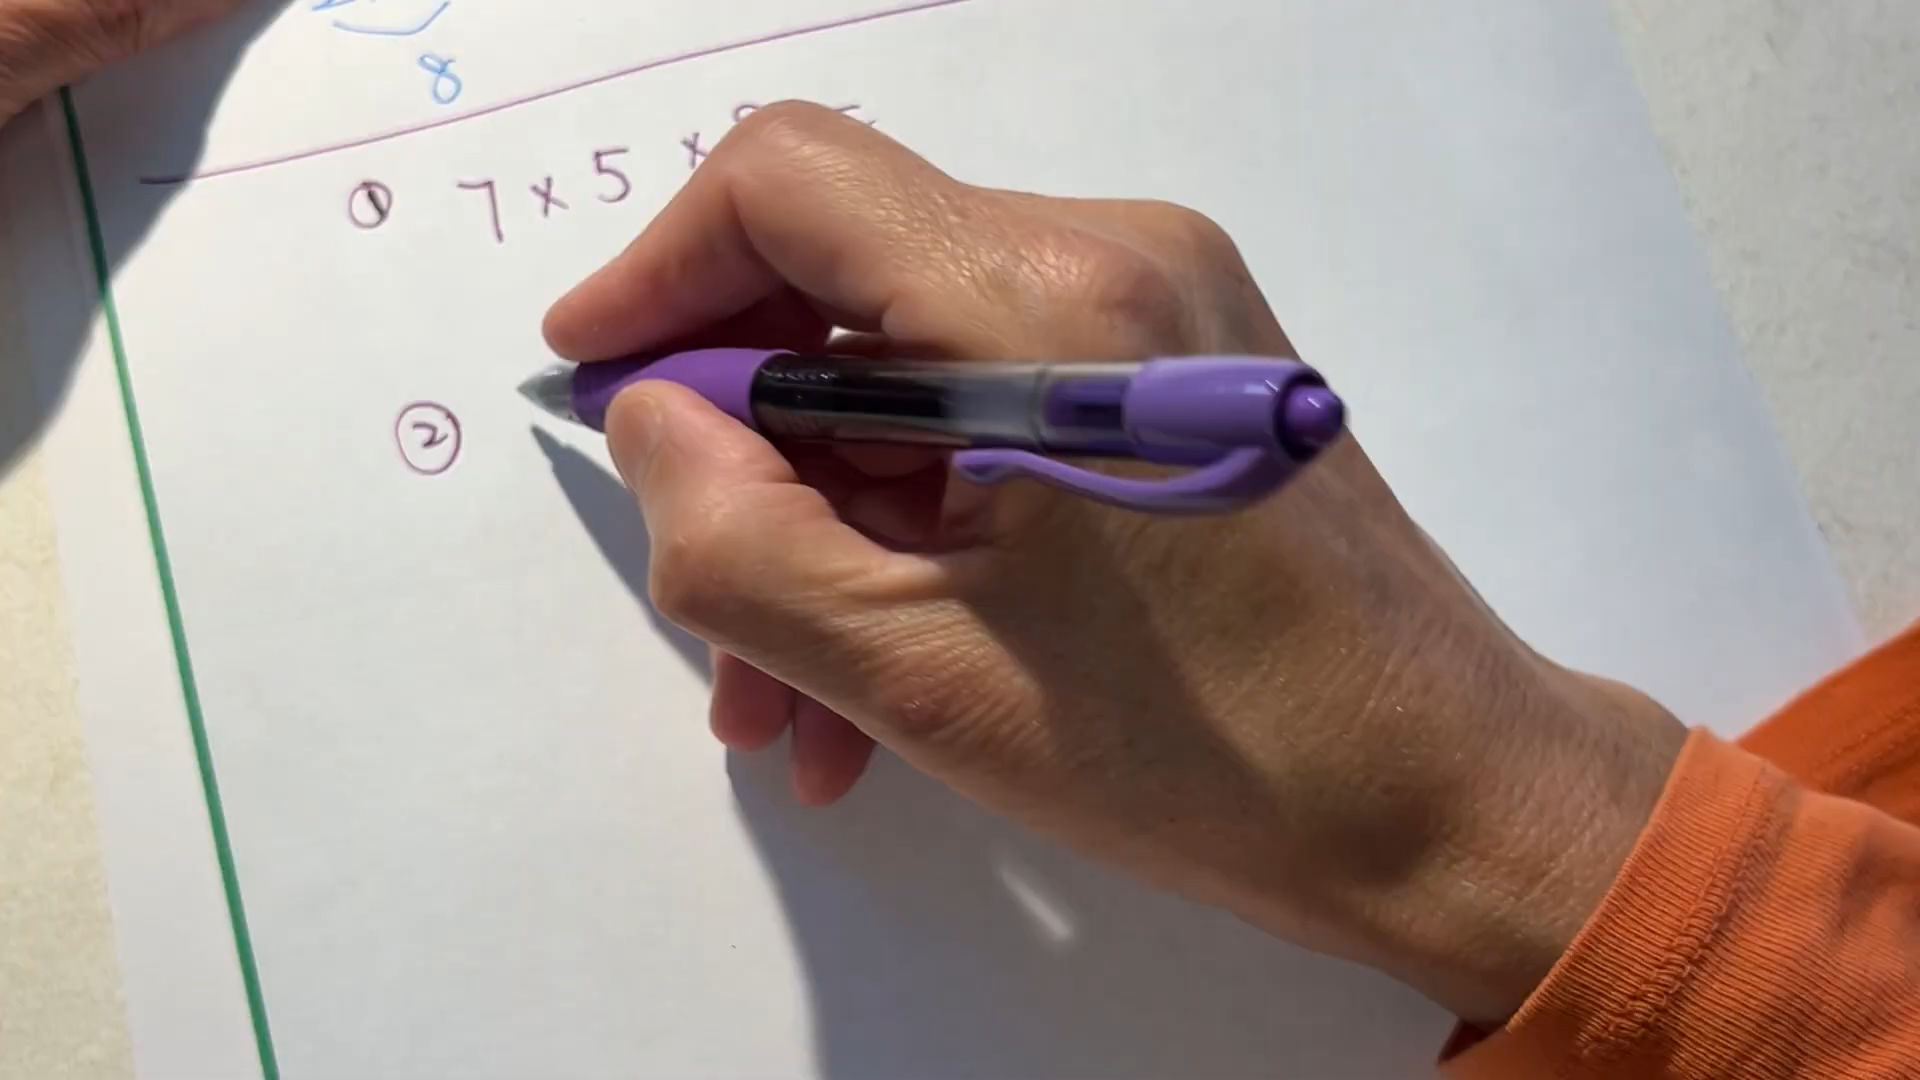 8
① 7 × 5 ×
②